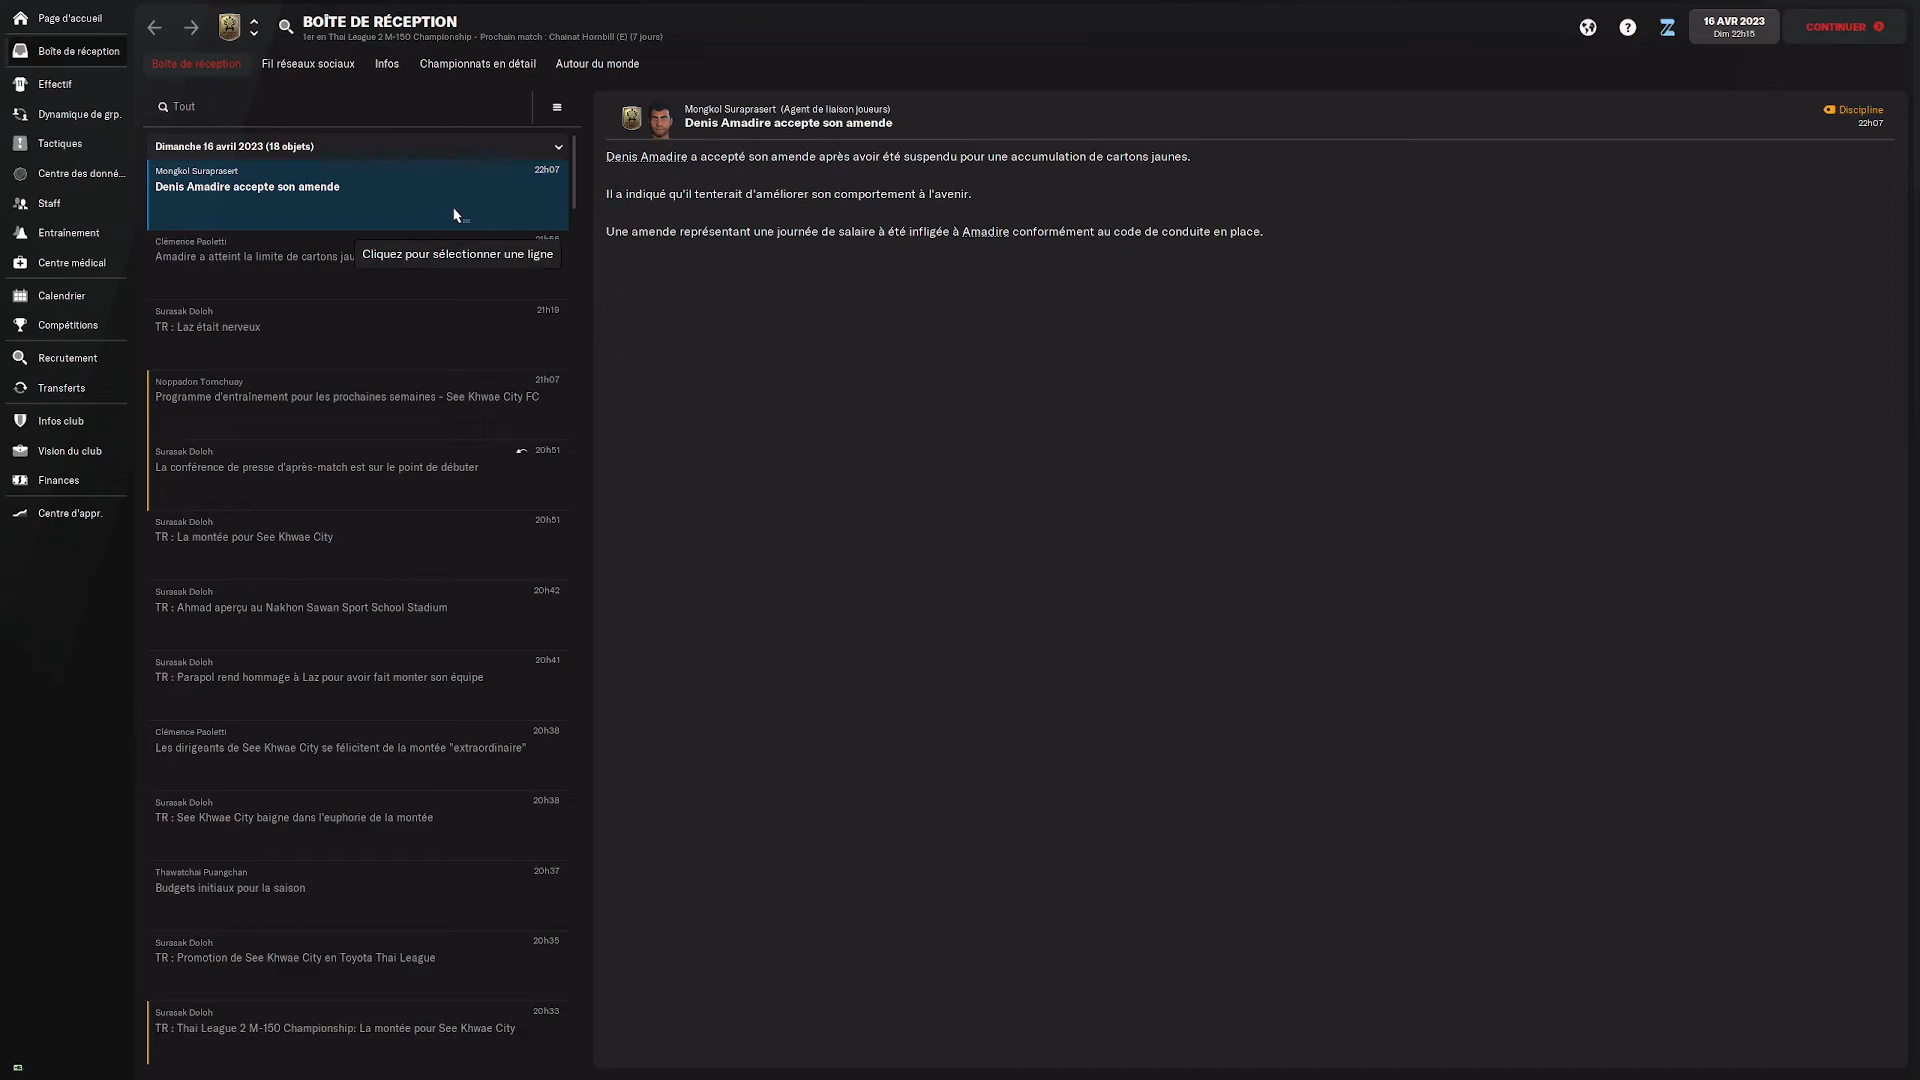 Page d'accueil
Boîte de réception
Effectif
Dynamique de grp.
Tactiques
Centre des donné...
Staff
Entraînement
Centre médical
Calendrier
Compétitions
Recrutement
Transferts
Infos club
Vision du club
Finances
Centre d'appr.
BOÎTE DE RÉCEPTION
1er en Thai League 2 M-150 Championship - Prochain match : Chainat Hornbill (E) (7 jours)
16 AVR 2023
Dim 22h15
CONTINUER
Boîte de réception
Fil réseaux sociaux
Infos
Championnats en détail
Autour du monde
Tout
Dimanche 16 avril 2023 (18 objets)
Mongkol Suraprasert 22h07
Denis Amadire accepte son amende
Clémence Paoletti 21h56
Amadire a atteint la limite de cartons jau
Cliquez pour sélectionner une ligne
Surasak Doloh 21h19
TR : Laz était nerveux
Noppadon Tomchuay 21h07
Programme d'entraînement pour les prochaines semaines - See Khwae City FC
Surasak Doloh 20h51
La conférence de presse d'après-match est sur le point de débuter
Surasak Doloh 20h51
TR : La montée pour See Khwae City
Surasak Doloh 20h42
TR : Ahmad aperçu au Nakhon Sawan Sport School Stadium
Surasak Doloh 20h41
TR : Parapol rend hommage à Laz pour avoir fait monter son équipe
Clémence Paoletti 20h38
Les dirigeants de See Khwae City se félicitent de la montée "extraordinaire"
Surasak Doloh 20h38
TR : See Khwae City baigne dans l'euphorie de la montée
Thawatchai Puangchan 20h37
Budgets initiaux pour la saison
Surasak Doloh 20h35
TR : Promotion de See Khwae City en Toyota Thai League
Surasak Doloh 20h33
TR : Thai League 2 M-150 Championship: La montée pour See Khwae City
Mongkol Suraprasert (Agent de liaison joueurs)
Denis Amadire accepte son amende
Discipline
22h07
Denis Amadire a accepté son amende après avoir été suspendu pour une accumulation de cartons jaunes.
Il a indiqué qu'il tenterait d'améliorer son comportement à l'avenir.
Une amende représentant une journée de salaire à été infligée à Amadire conformément au code de conduite en place.